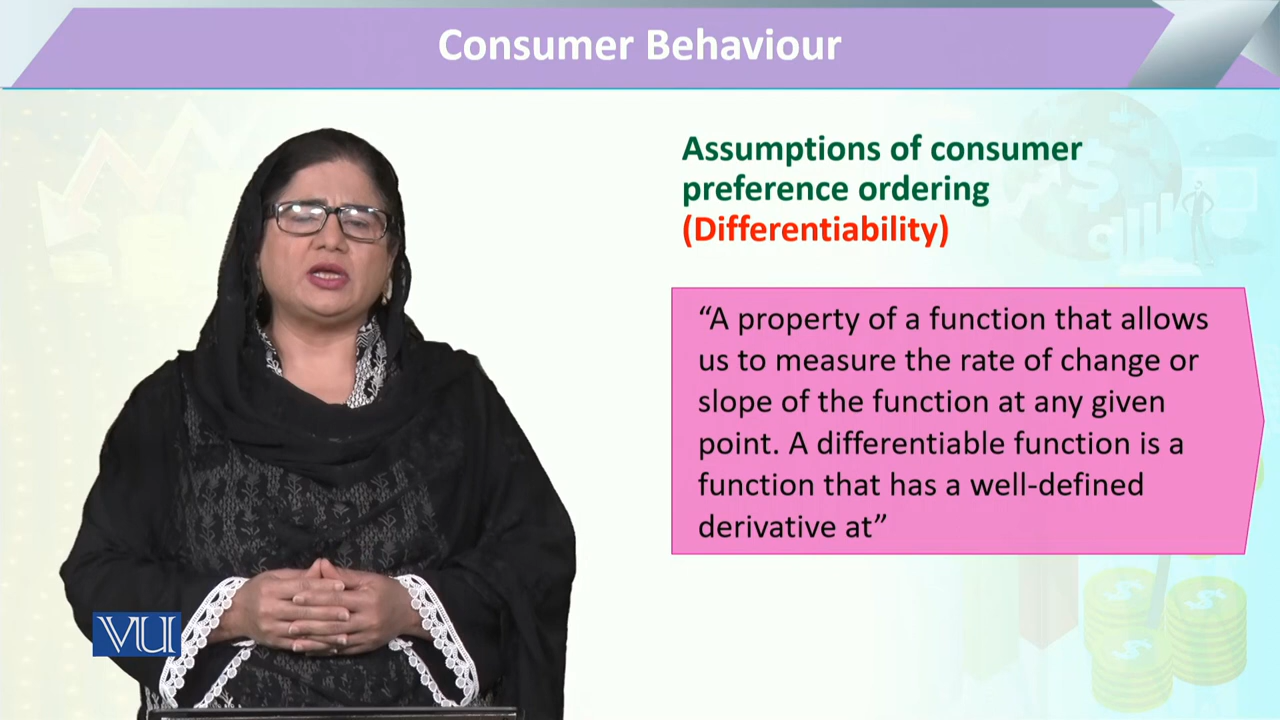 Consumer Behaviour
Assumptions of consumer
preference ordering
(Differentiability)
“A property of a function that allows
us to measure the rate of change or
slope of the function at any given
point. A differentiable function is a
function that has a well-defined
derivative at”
VU